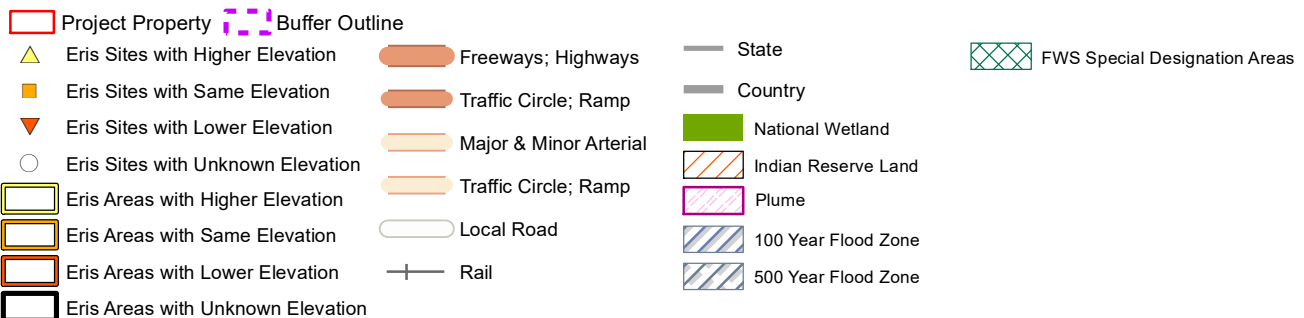 Project Property
Buffer Outline
Eris Sites with Higher Elevation
Eris Sites with Same Elevation
Eris Sites with Lower Elevation
Eris Sites with Unknown Elevation
Eris Areas with Higher Elevation
Eris Areas with Same Elevation
Eris Areas with Lower Elevation
Eris Areas with Unknown Elevation
Freeways; Highways
Traffic Circle; Ramp
Major & Minor Arterial
Traffic Circle; Ramp
Local Road
Rail
State
Country
National Wetland
Indian Reserve Land
Plume
100 Year Flood Zone
500 Year Flood Zone
FWS Special Designation Areas